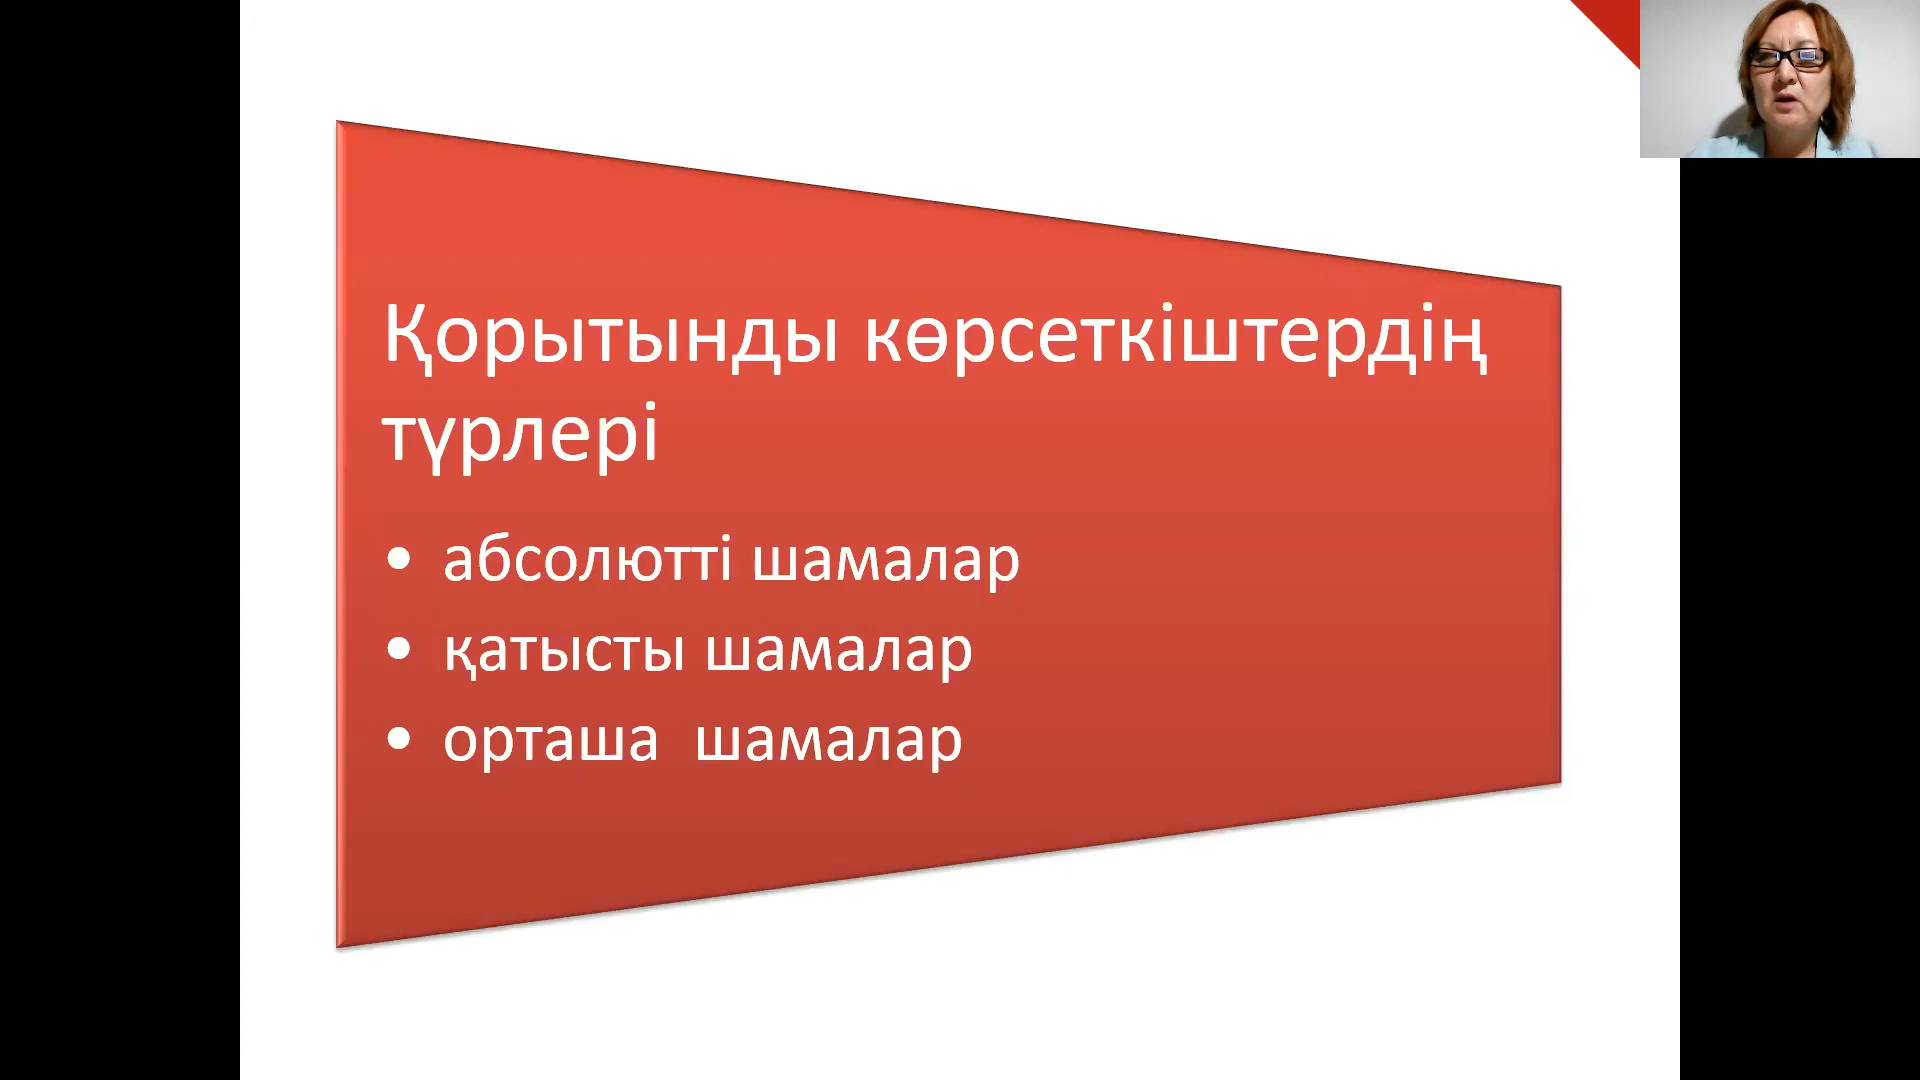 Қорытынды көрсеткіштердің
түрлері
• абсолютті шамалар
• қатысты шамалар
• орташа шамалар